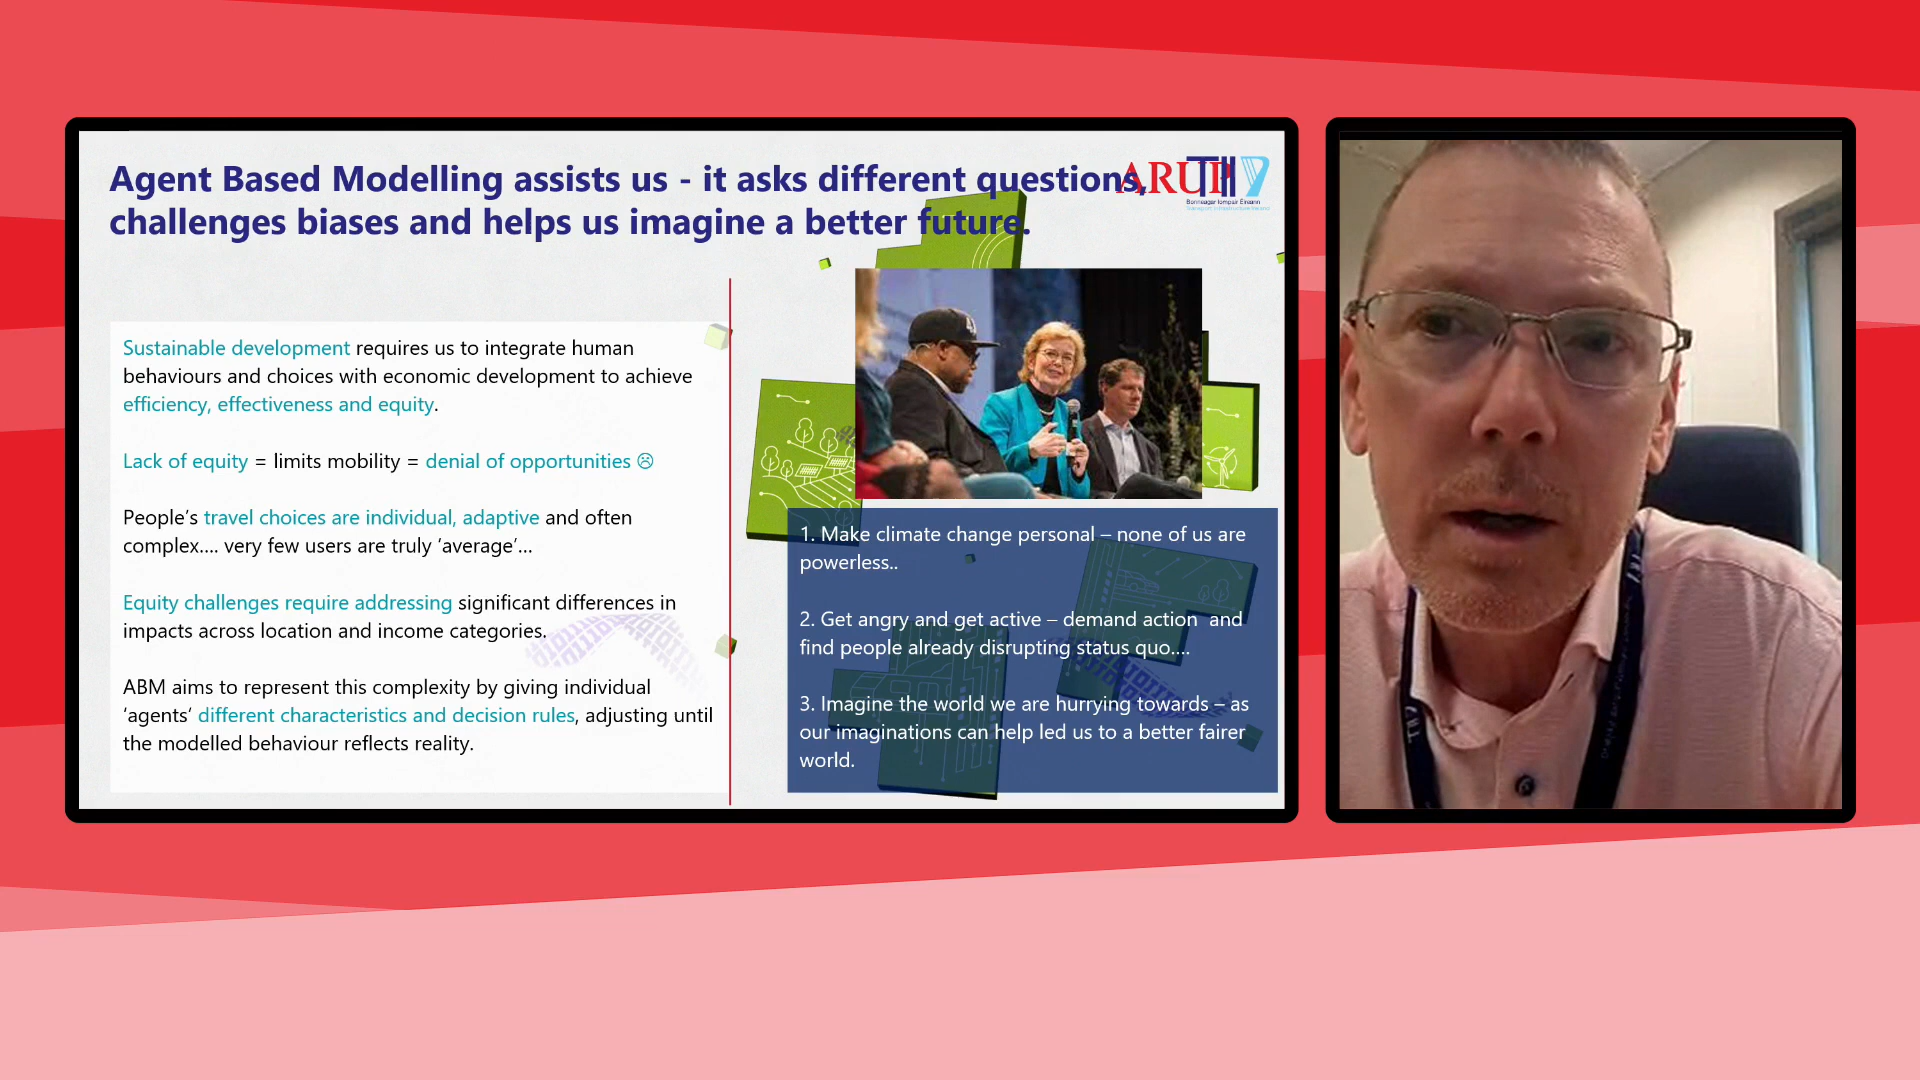 Agent Based Modelling assists us - it asks different questions,
challenges biases and helps us imagine a better future.
ARUP
TII
Bonneagar Iompair Éireann
Transport Infrastructure Ireland
Sustainable development requires us to integrate human
behaviours and choices with economic development to achieve
efficiency, effectiveness and equity.
Lack of equity = limits mobility = denial of opportunities ☹
People’s travel choices are individual, adaptive and often
complex…. very few users are truly ‘average’…
Equity challenges require addressing significant differences in
impacts across location and income categories.
ABM aims to represent this complexity by giving individual
‘agents‘ different characteristics and decision rules, adjusting until
the modelled behaviour reflects reality.
1. Make climate change personal – none of us are
powerless..
2. Get angry and get active – demand action  and
find people already disrupting status quo….
3. Imagine the world we are hurrying towards – as
our imaginations can help led us to a better fairer
world.